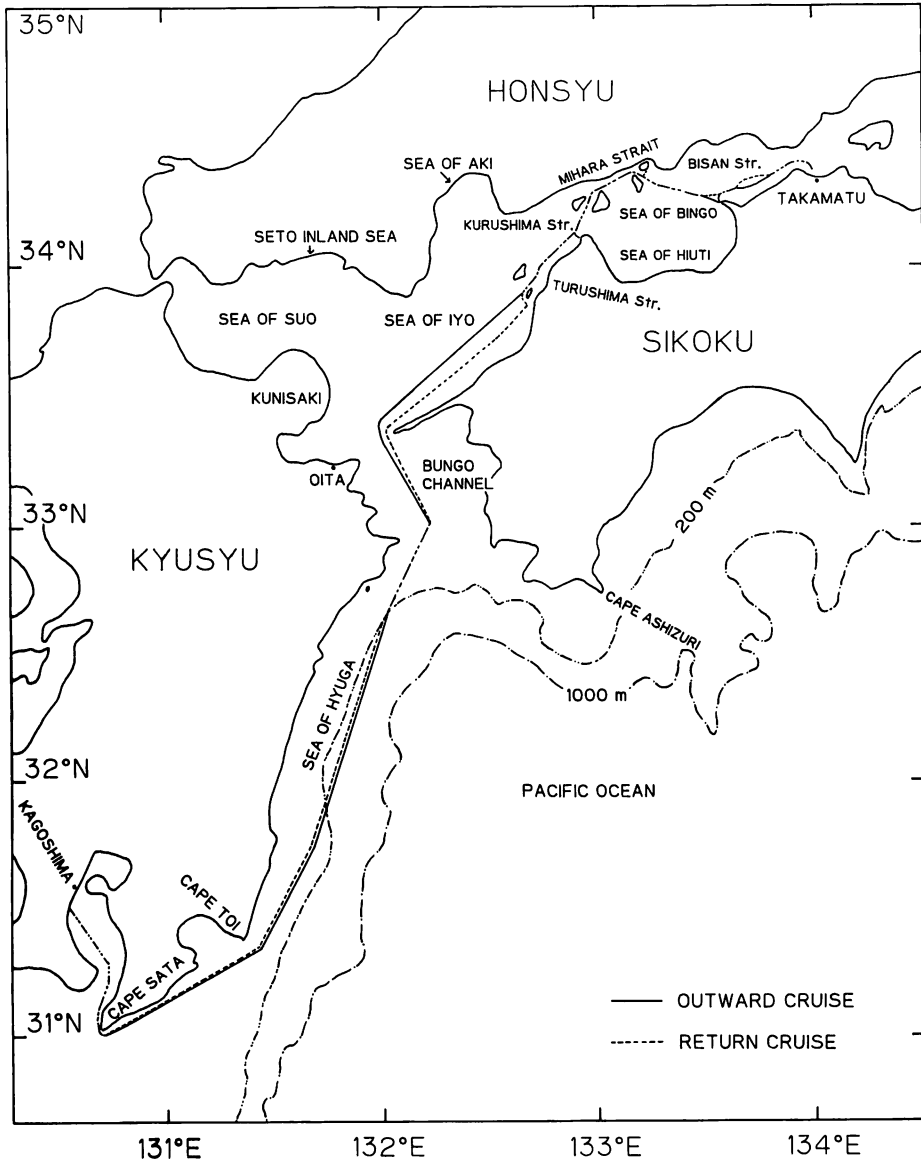 35°N
HONSYU
SEA OF AKI
MIHARA STRAIT
BISAN Str.
TAKAMATU
KURUSHIMA Str.
SEA OF BINGO
SETO INLAND SEA
34°N
SEA OF HIUTI
TURUSHIMA Str.
SEA OF SUO
SEA OF IYO
SIKOKU
KUNISAKI
OITA
BUNGO
CHANNEL
200 m
33°N
KYUSYU
CAPE ASHIZURI
1000 m
SEA OF HYUGA
32°N
PACIFIC OCEAN
KAGOSHIMA
CAPE TOI
CAPE SATA
31°N
OUTWARD CRUISE
RETURN CRUISE
131°E
132°E
133°E
134°E